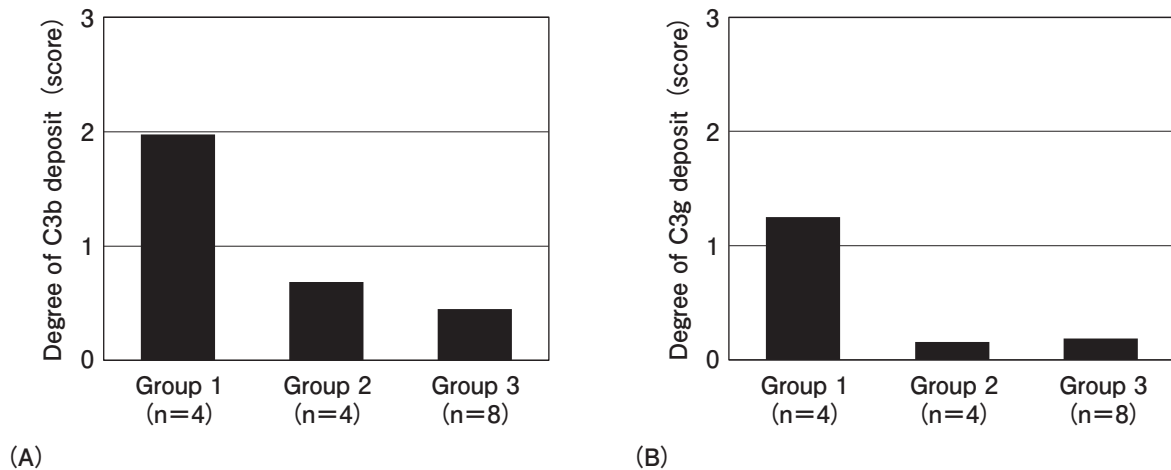 Degree of C3b deposit (score)
3
2
1
0
Group 1
(n=4)
Group 2
(n=4)
Group 3
(n=8)
(A)
Degree of C3g deposit (score)
3
2
1
0
Group 1
(n=4)
Group 2
(n=4)
Group 3
(n=8)
(B)